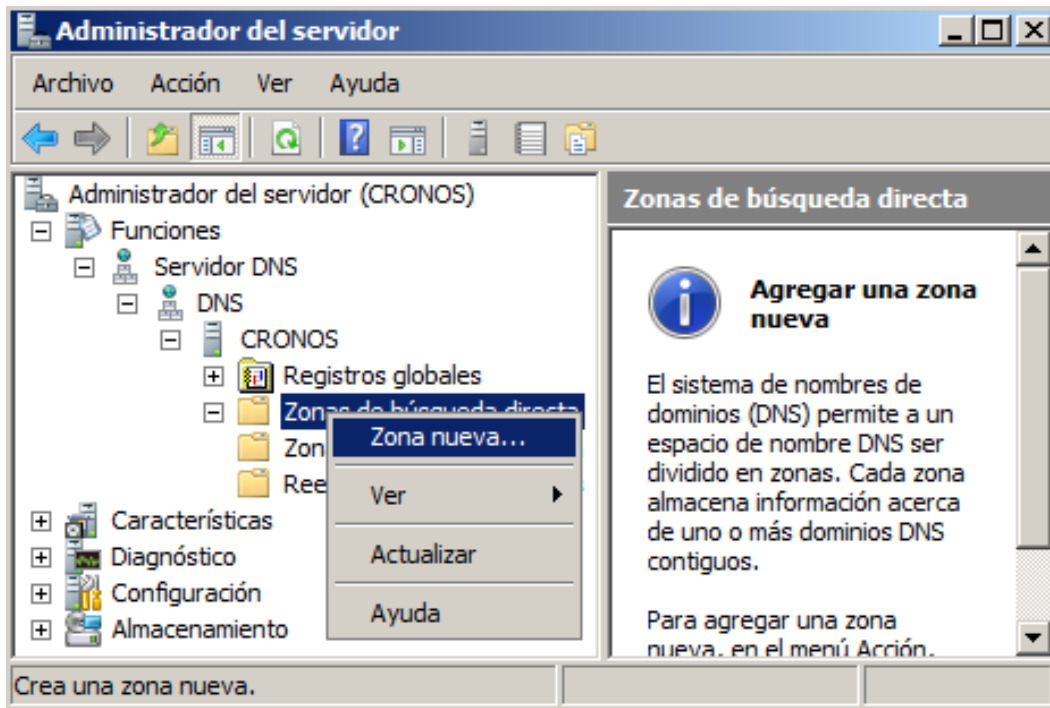 Administrador del servidor
Archivo Acción Ver Ayuda
Administrador del servidor (CRONOS)
Funciones
Servidor DNS
DNS
CRONOS
Registros globales
Zonas de búsqueda directa
Zon
Ree
Características
Diagnóstico
Configuración
Almacenamiento
Zona nueva...
Ver
Actualizar
Ayuda
Zonas de búsqueda directa
Agregar una zona
nueva
El sistema de nombres de
dominios (DNS) permite a un
espacio de nombre DNS ser
dividido en zonas. Cada zona
almacena información acerca
de uno o más dominios DNS
contiguos.
Para agregar una zona
nueva, en el menú Acción,
Crea una zona nueva.